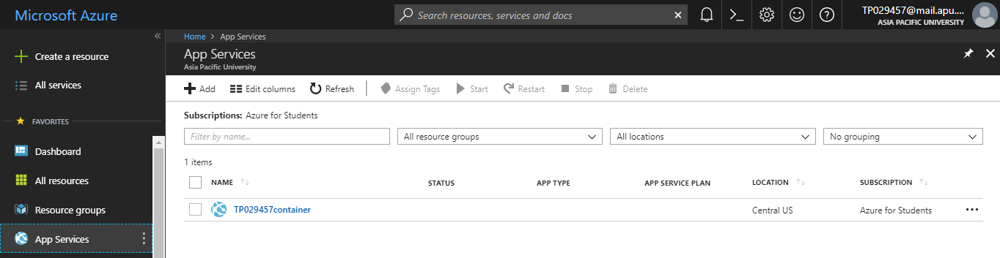 Microsoft Azure
Search resources, services and docs
TP029457@mail.apu....
ASIA PACIFIC UNIVERSITY
Create a resource
All services
FAVORITES
Dashboard
All resources
Resource groups
App Services
Home > App Services
App Services
Asia Pacific University
Add Edit columns Refresh Assign Tags Start Restart Stop Delete
Subscriptions: Azure for Students
Filter by name... All resource groups All locations No grouping
1 items
NAME STATUS APP TYPE APP SERVICE PLAN LOCATION SUBSCRIPTION
TP029457container Central US Azure for Students